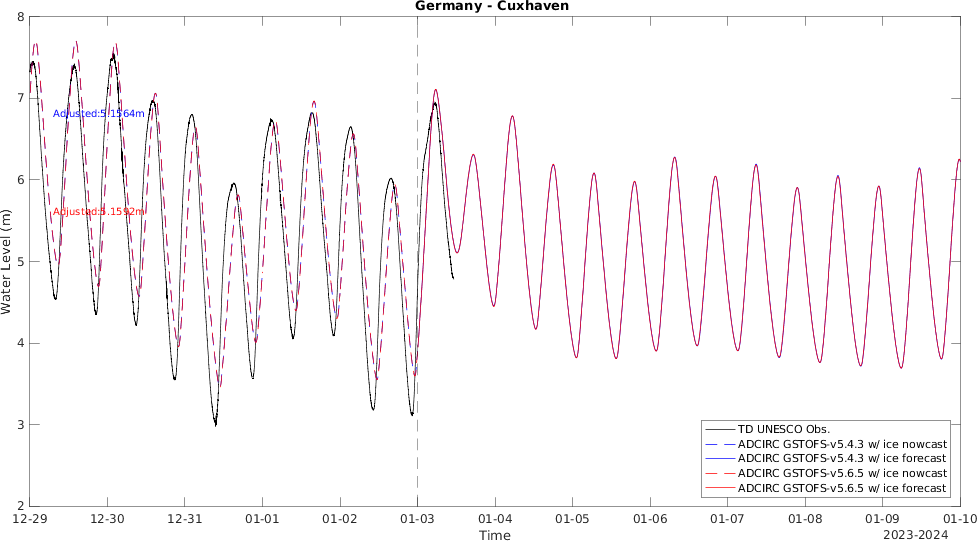 Germany - Cuxhaven
8
7
6
5
4
3
2
Water Level (m)
Adjusted:5.1564m
Adjusted:5.1592m
TD UNESCO Obs.
ADCIRC GSTOFS-v5.4.3 w/ ice nowcast
ADCIRC GSTOFS-v5.4.3 w/ ice forecast
ADCIRC GSTOFS-v5.6.5 w/ ice nowcast
ADCIRC GSTOFS-v5.6.5 w/ ice forecast
12-29 12-30 12-31 01-01 01-02 01-03 01-04 01-05 01-06 01-07 01-08 01-09 01-10
Time
2023-2024